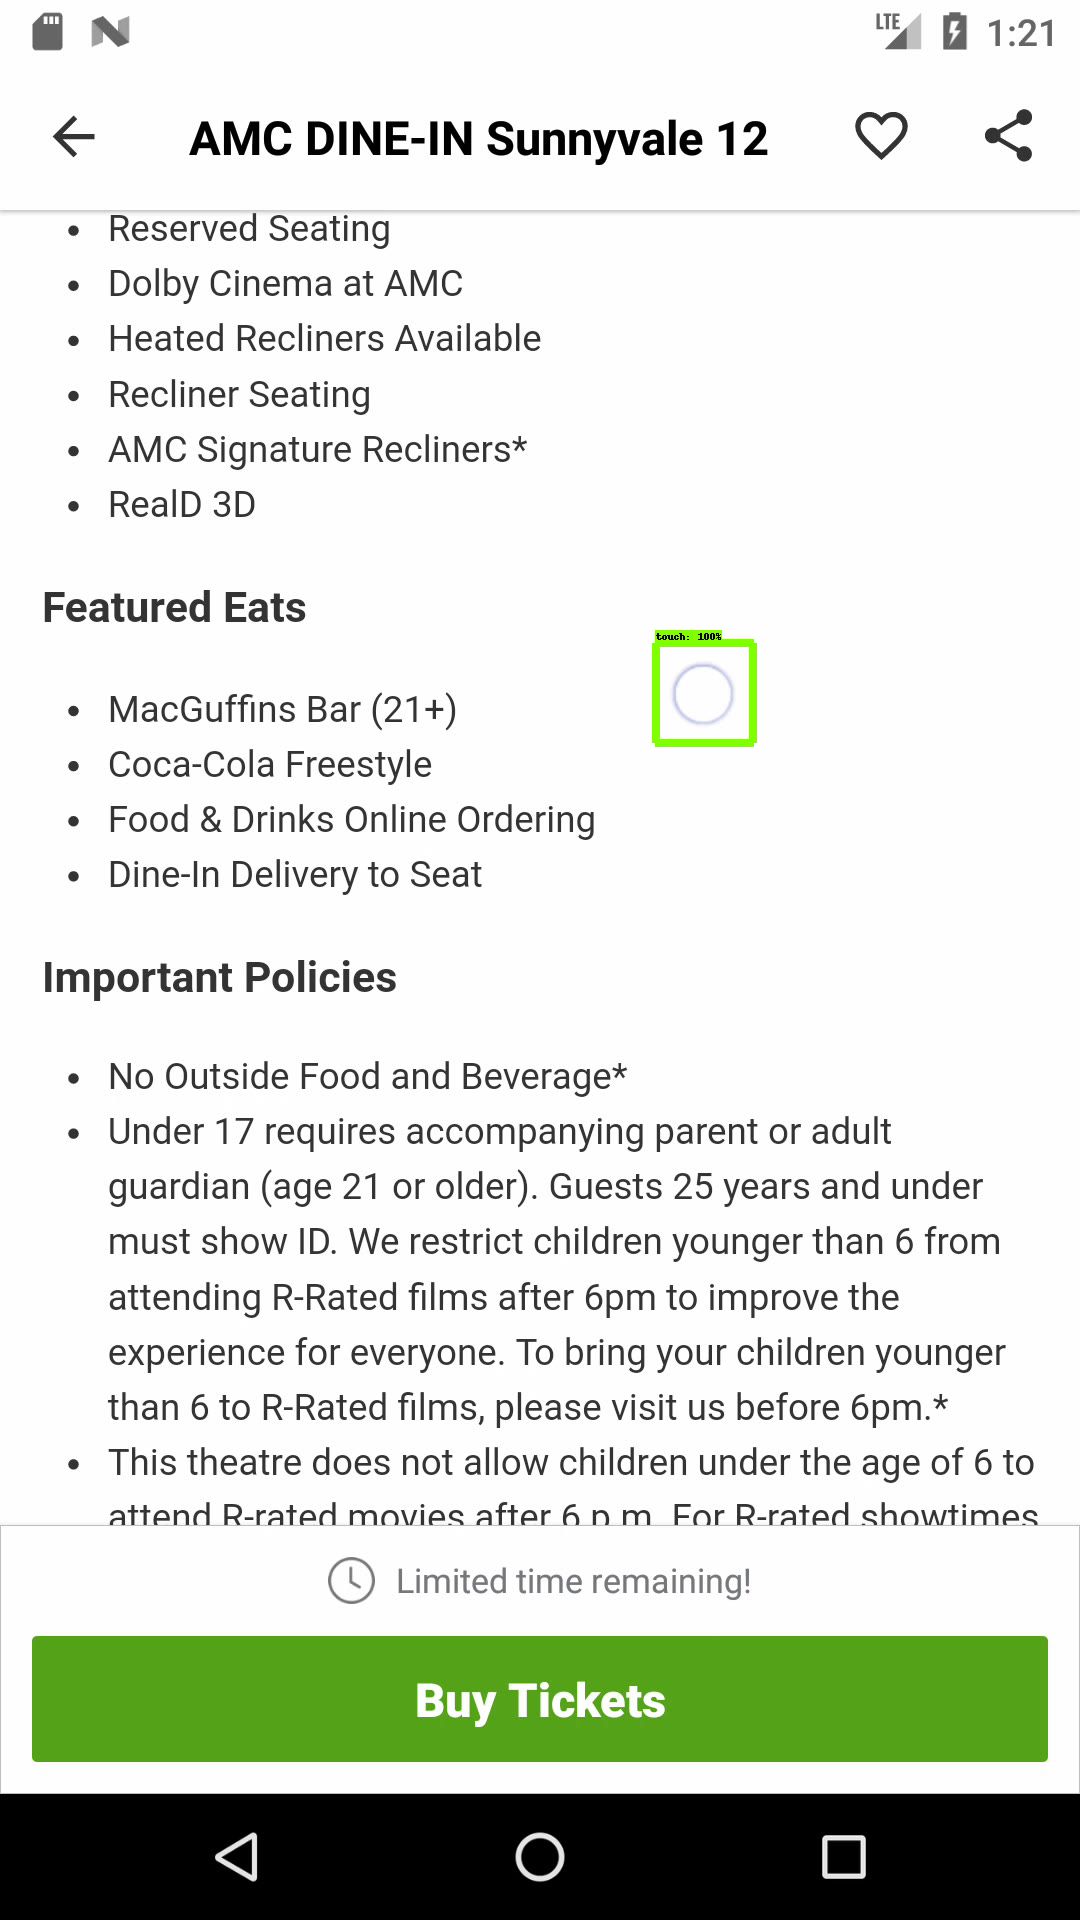 LTE 1:21
AMC DINE-IN Sunnyvale 12
• Reserved Seating
• Dolby Cinema at AMC
• Heated Recliners Available
• Recliner Seating
• AMC Signature Recliners*
• RealD 3D
Featured Eats
touch: 100%
• MacGuffins Bar (21+)
• Coca-Cola Freestyle
• Food & Drinks Online Ordering
• Dine-In Delivery to Seat
Important Policies
• No Outside Food and Beverage*
• Under 17 requires accompanying parent or adult
guardian (age 21 or older). Guests 25 years and under
must show ID. We restrict children younger than 6 from
attending R-Rated films after 6pm to improve the
experience for everyone. To bring your children younger
than 6 to R-Rated films, please visit us before 6pm.*
• This theatre does not allow children under the age of 6 to
attend R-rated movies after 6 p.m. For R-rated showtimes
Limited time remaining!
Buy Tickets